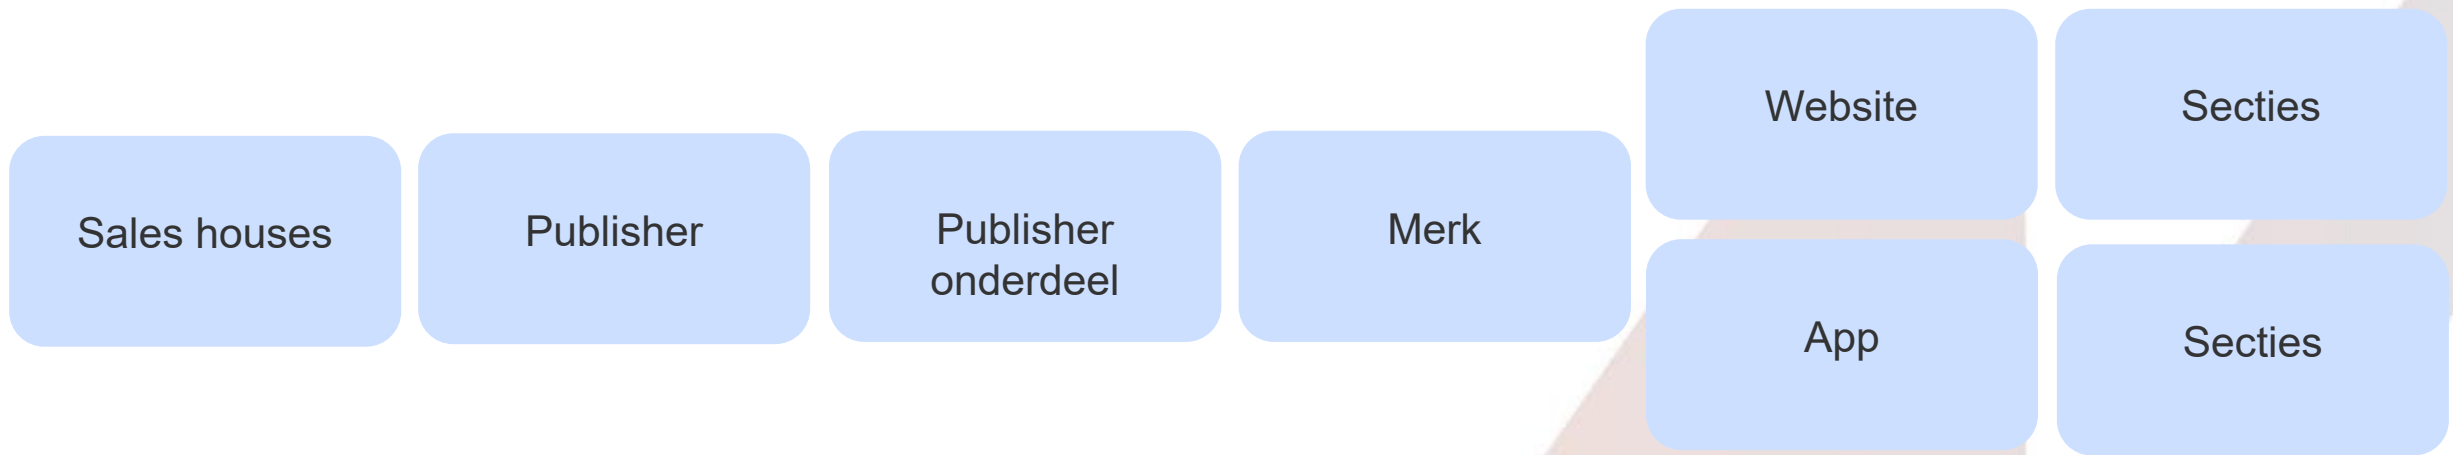 Sales houses
Publisher
Publisher
onderdeel
Merk
Website
Secties
App
Secties